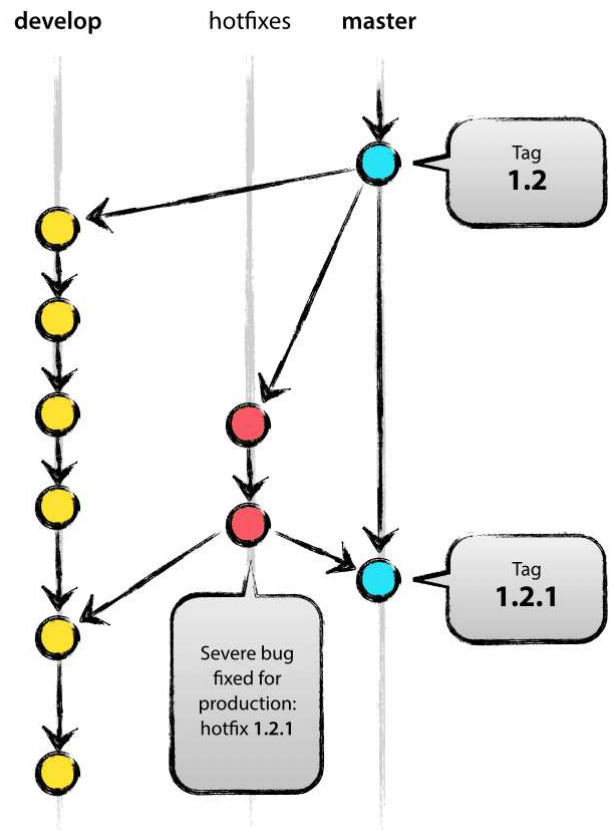 develop
hotfixes
master
Tag
1.2
Tag
1.2.1
Severe bug
fixed for
production:
hotfix 1.2.1